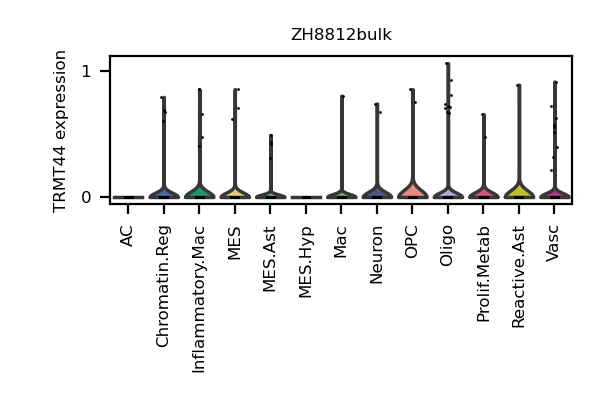 ZH8812bulk
TRMT44 expression
1
0
AC
Chromatin.Reg
Inflammatory.Mac
MES
MES.Ast
MES.Hyp
Mac
Neuron
OPC
Oligo
Prolif.Metab
Reactive.Ast
Vasc